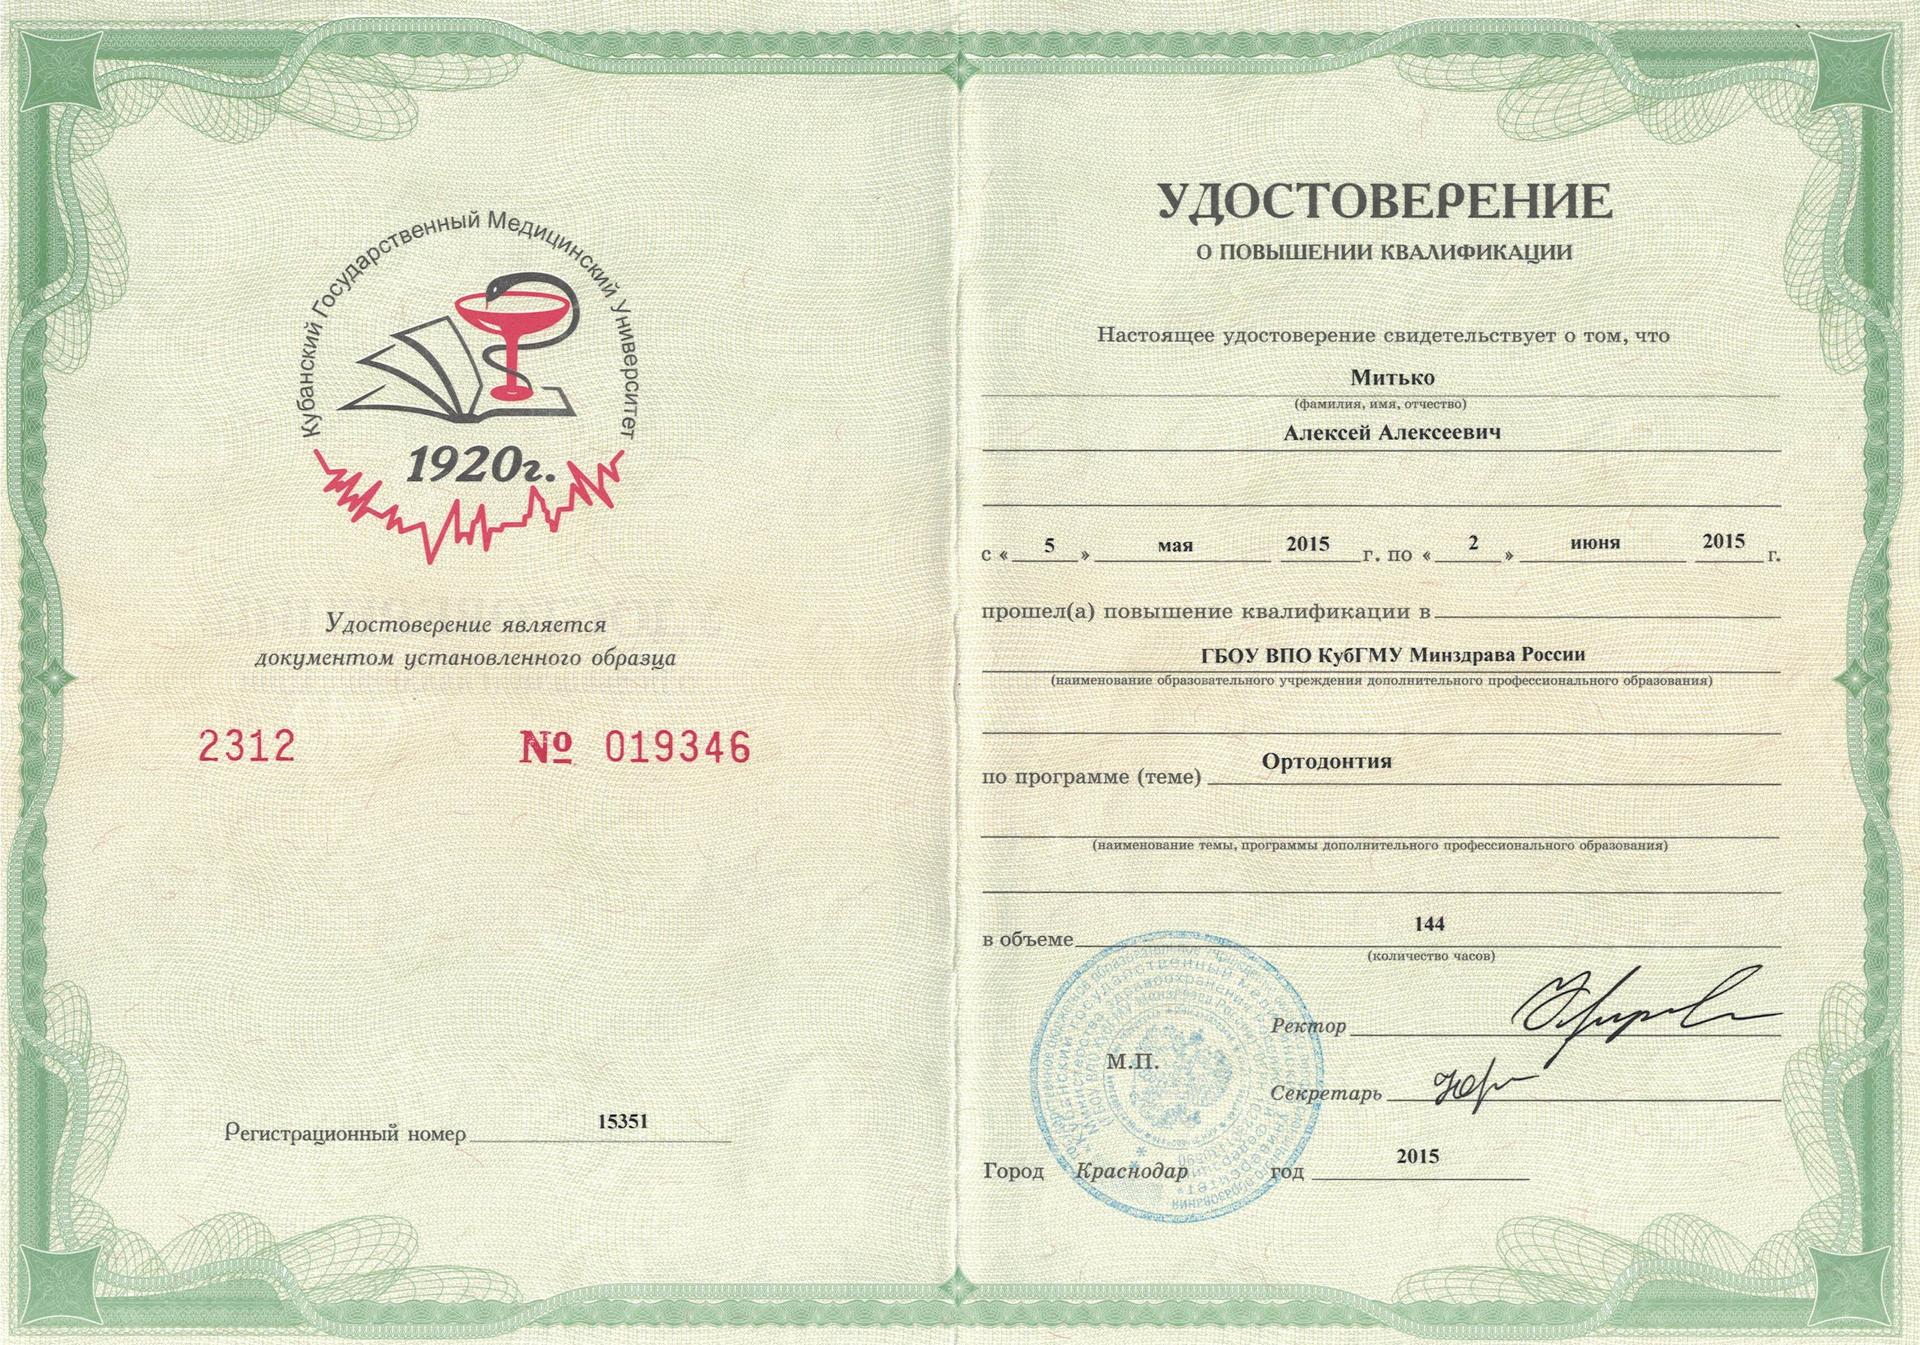 Кубанский Государственный Медицинский Университет
1920г.
Удостоверение является
документом установленного образца
2312 № 019346
Регистрационный номер 15351
УДОСТОВЕРЕНИЕ
О ПОВЫШЕНИИ КВАЛИФИКАЦИИ
Настоящее удостоверение свидетельствует о том, что
Митько
(фамилия, имя, отчество)
Алексей Алексеевич
с « 5 » мая 2015 г. по « 2 » июня 2015 г.
прошел(а) повышение квалификации в
ГБОУ ВПО КубГМУ Минздрава России
(наименование образовательного учреждения дополнительного профессионального образования)
по программе (теме) Ортодонтия
(наименование темы, программы дополнительного профессионального образования)
в объеме 144
(количество часов)
Ректор
М.П.
Секретарь
Город Краснодар год 2015